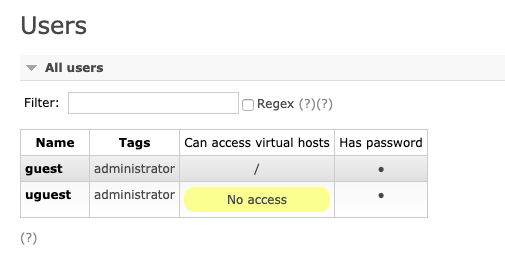 Users
All users
Filter: Regex (?)(?)
Name Tags Can access virtual hosts Has password
guest administrator / •
uguest administrator No access •
(?)